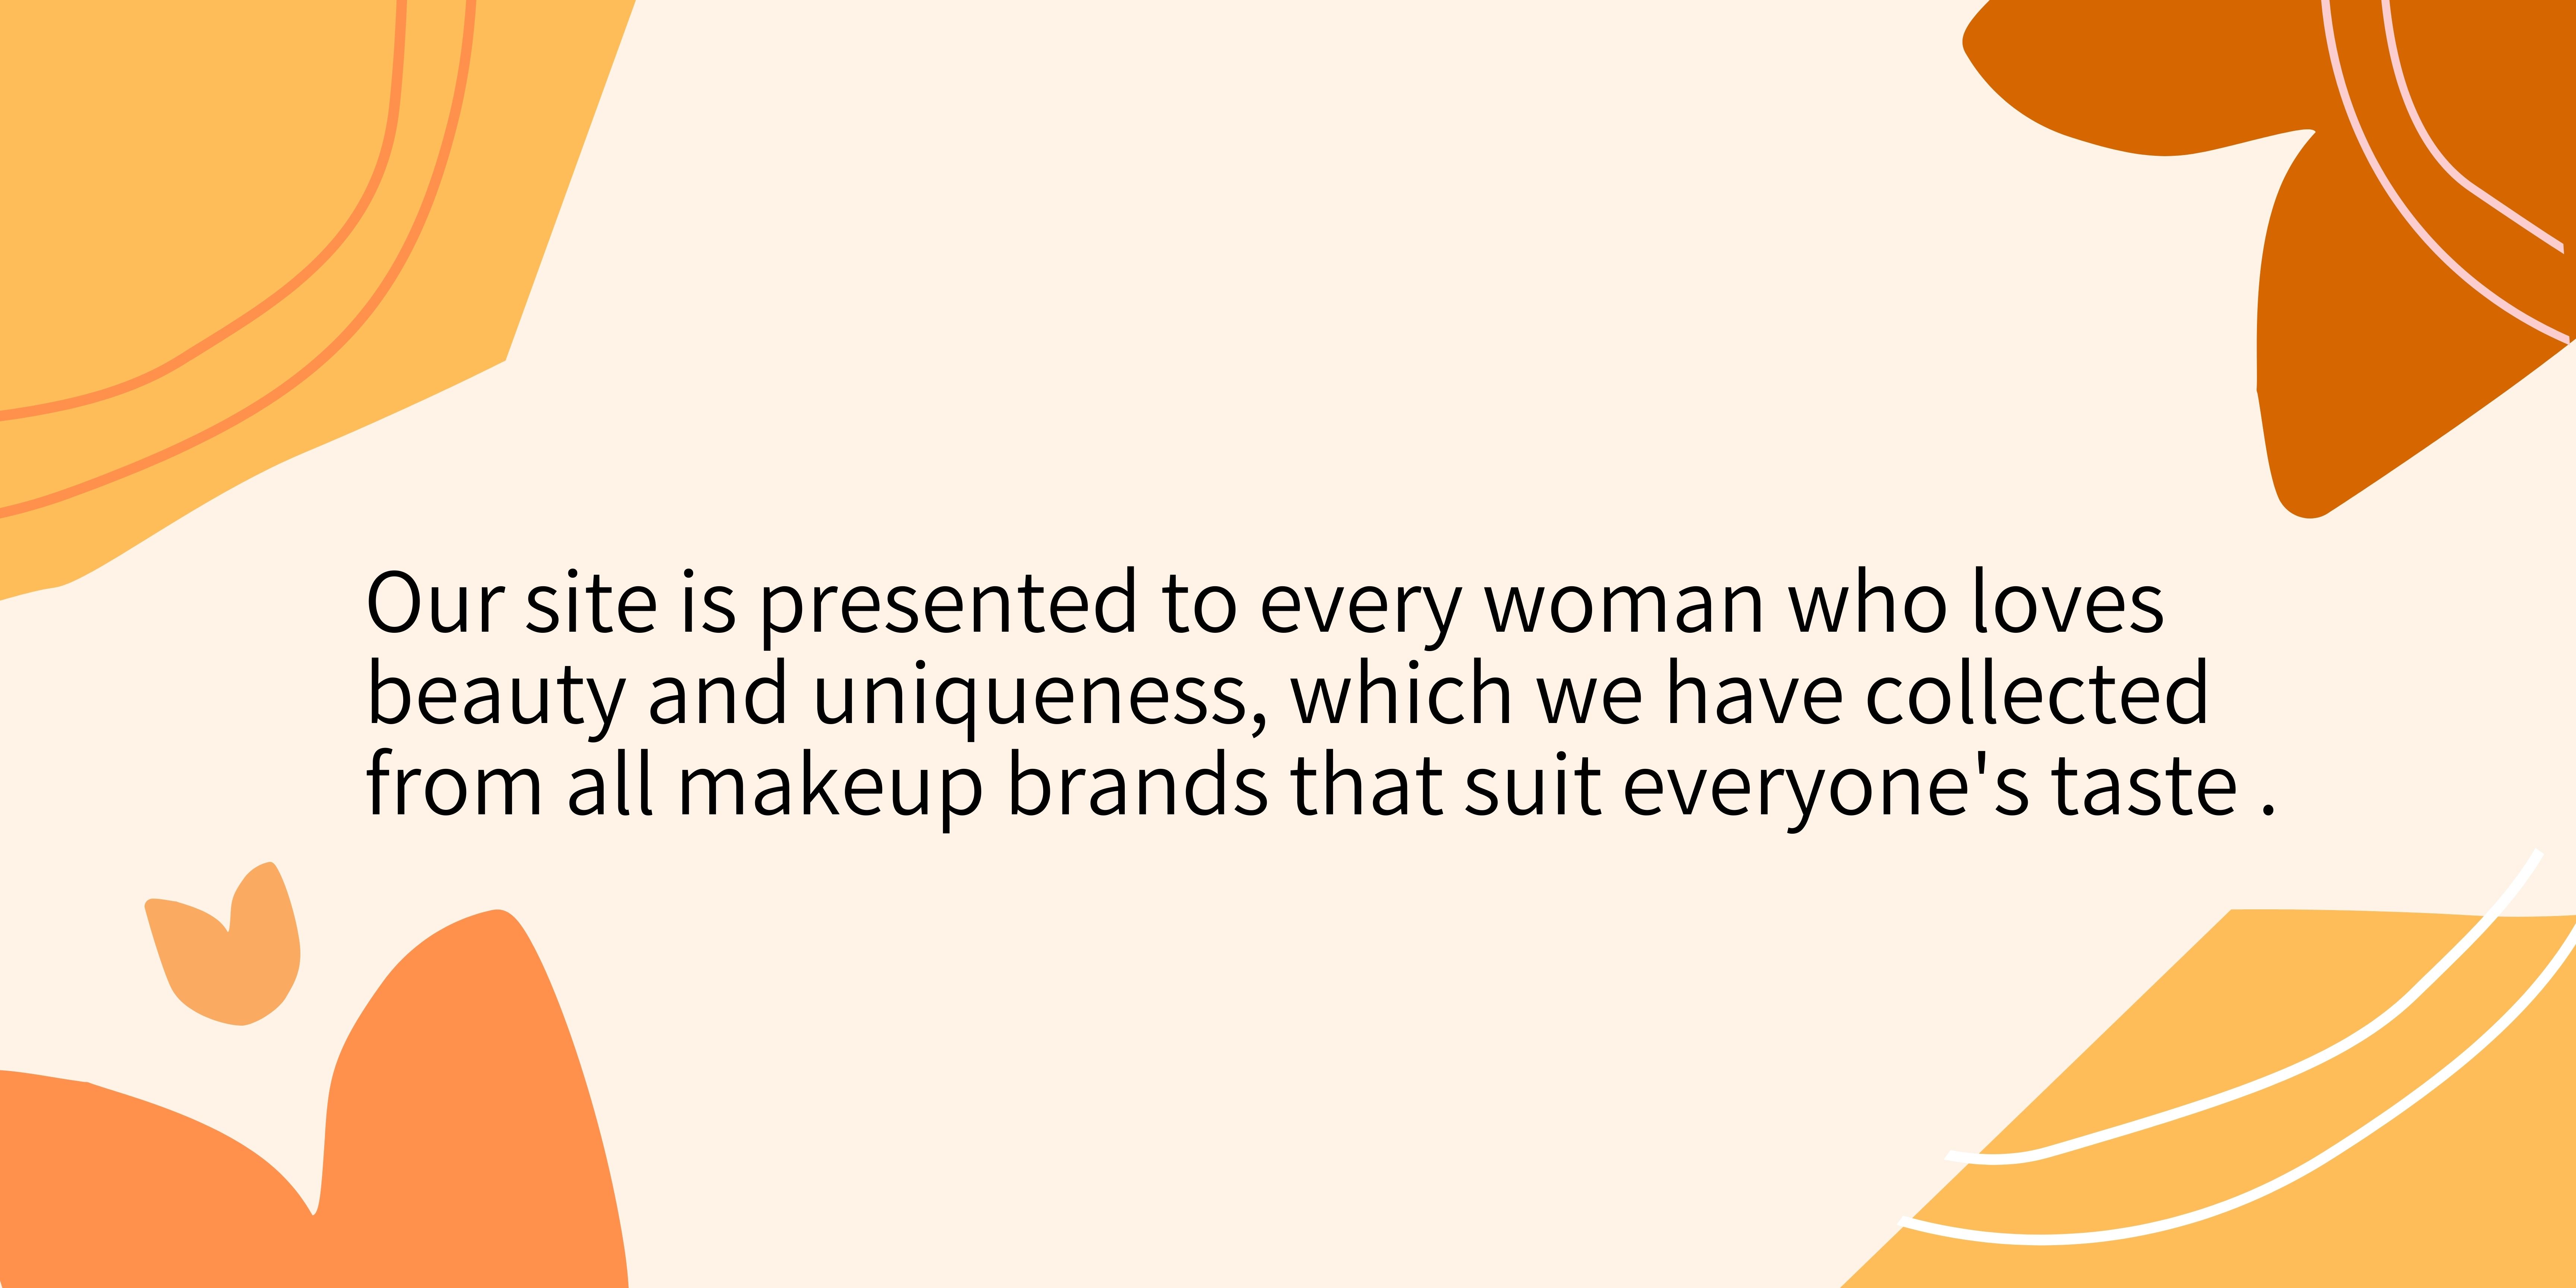 Our site is presented to every woman who loves
beauty and uniqueness, which we have collected
from all makeup brands that suit everyone's taste .